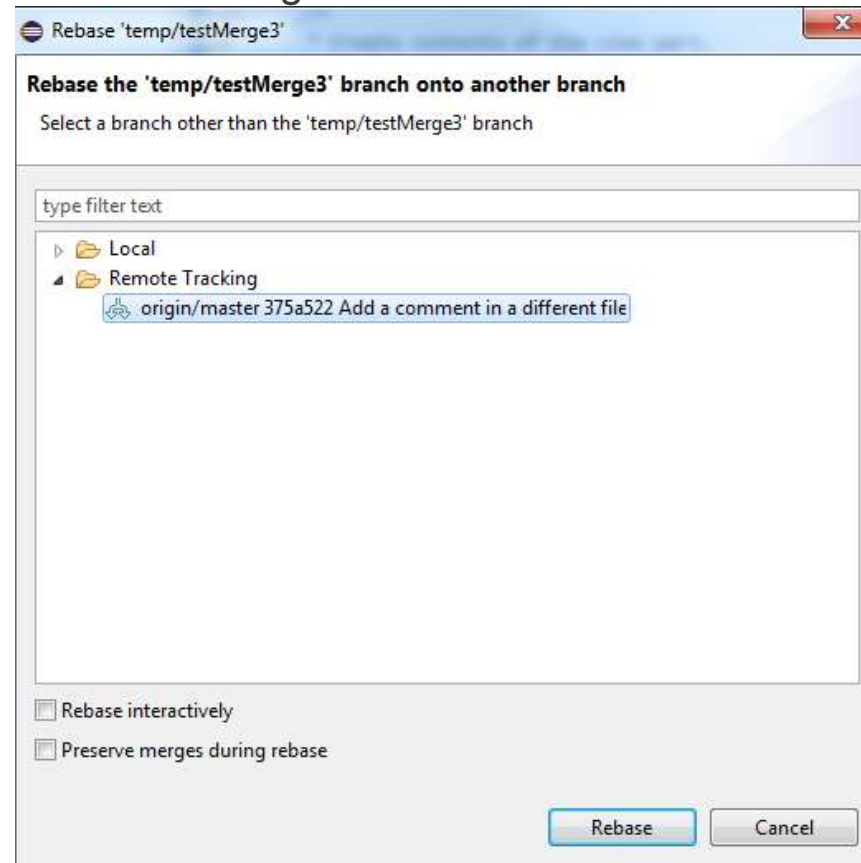 Rebase 'temp/testMerge3'
Rebase the 'temp/testMerge3' branch onto another branch
Select a branch other than the 'temp/testMerge3' branch
type filter text
Local
Remote Tracking
origin/master 375a522 Add a comment in a different file
Rebase interactively
Preserve merges during rebase
Rebase Cancel